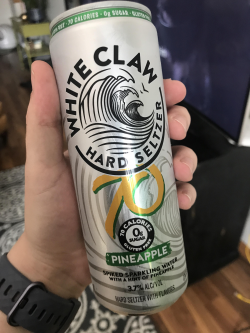 70 CALORIES • 0g SUGAR • GLUTEN FREE
WHITE CLAW
HARD SELTZER
70
70 CALORIES
0g
SUGAR
GLUTEN FREE
PINEAPPLE
SPIKED SPARKLING WATER
WITH A HINT OF PINEAPPLE
3.7% ALC/VOL
HARD SELTZER WITH FLAVORS